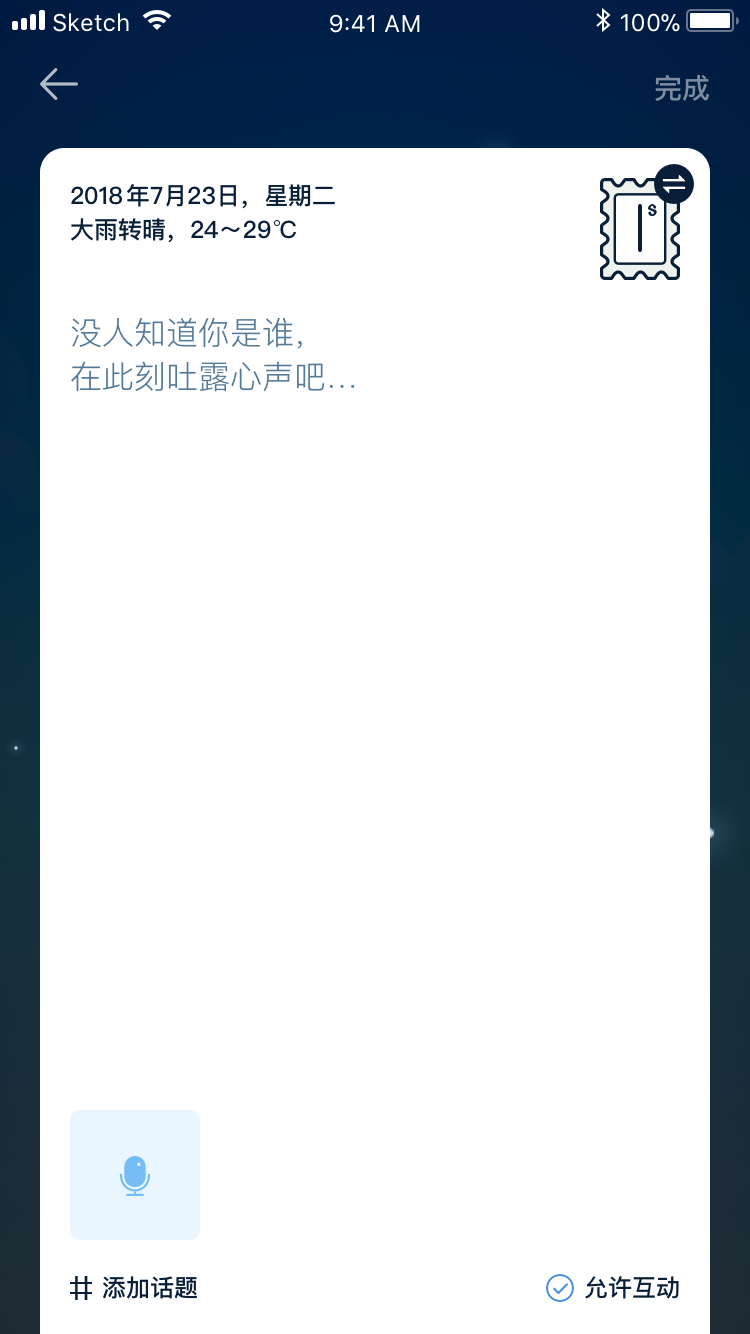 Sketch 9:41 AM 100%
完成
2018年7月23日，星期二
大雨转晴，24～29℃
S
没人知道你是谁，
在此刻吐露心声吧…
# 添加话题 允许互动